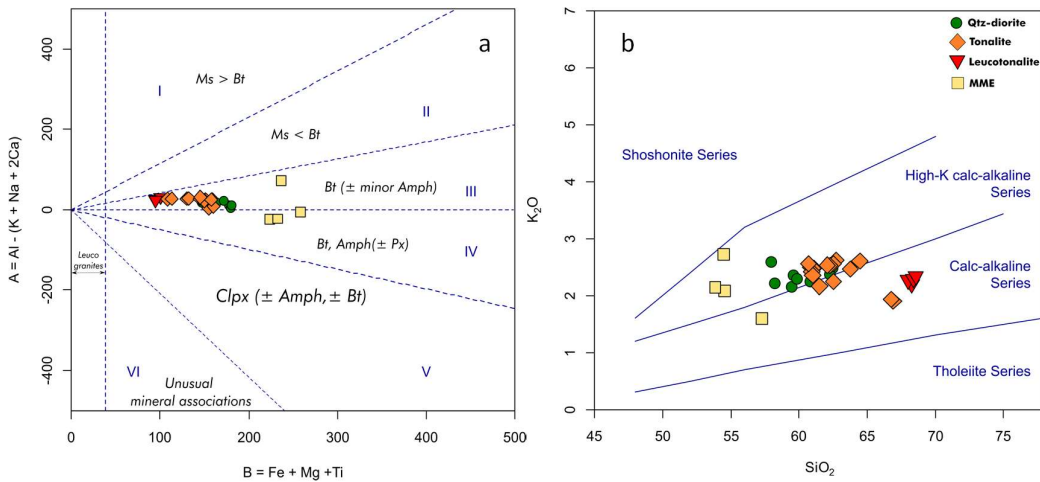 a
A = Al - (K + Na + 2Ca)
400
200
0
-200
-400
I
Ms > Bt
II
Ms < Bt
Bt (± minor Amph)
III
Bt, Amph(± Px)
IV
Leuco
granites
Clpx (± Amph, ± Bt)
VI
Unusual
mineral associations
V
0
100
200
300
400
500
B = Fe + Mg +Ti
b
Qtz-diorite
Tonalite
Leucotonalite
MME
K2O
7
6
5
4
3
2
1
0
Shoshonite Series
High-K calc-alkaline
Series
Calc-alkaline
Series
Tholeiite Series
45
50
55
60
65
70
75
SiO2